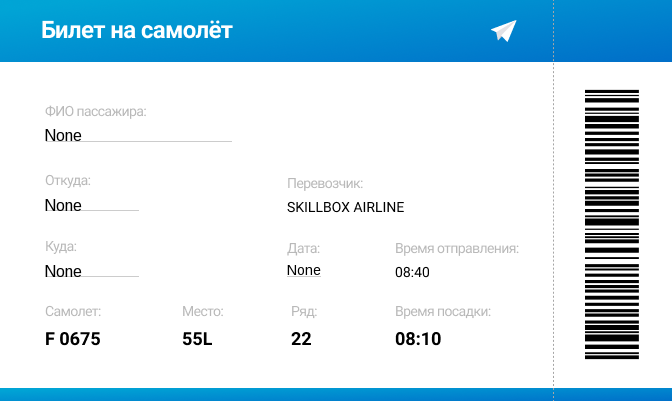 Билет на самолёт
ФИО пассажира:
None
Откуда:
None
Перевозчик:
SKILLBOX AIRLINE
Куда:
None
Дата:
None
Время отправления:
08:40
Самолет: Место: Ряд: Время посадки:
F 0675 55L 22 08:10